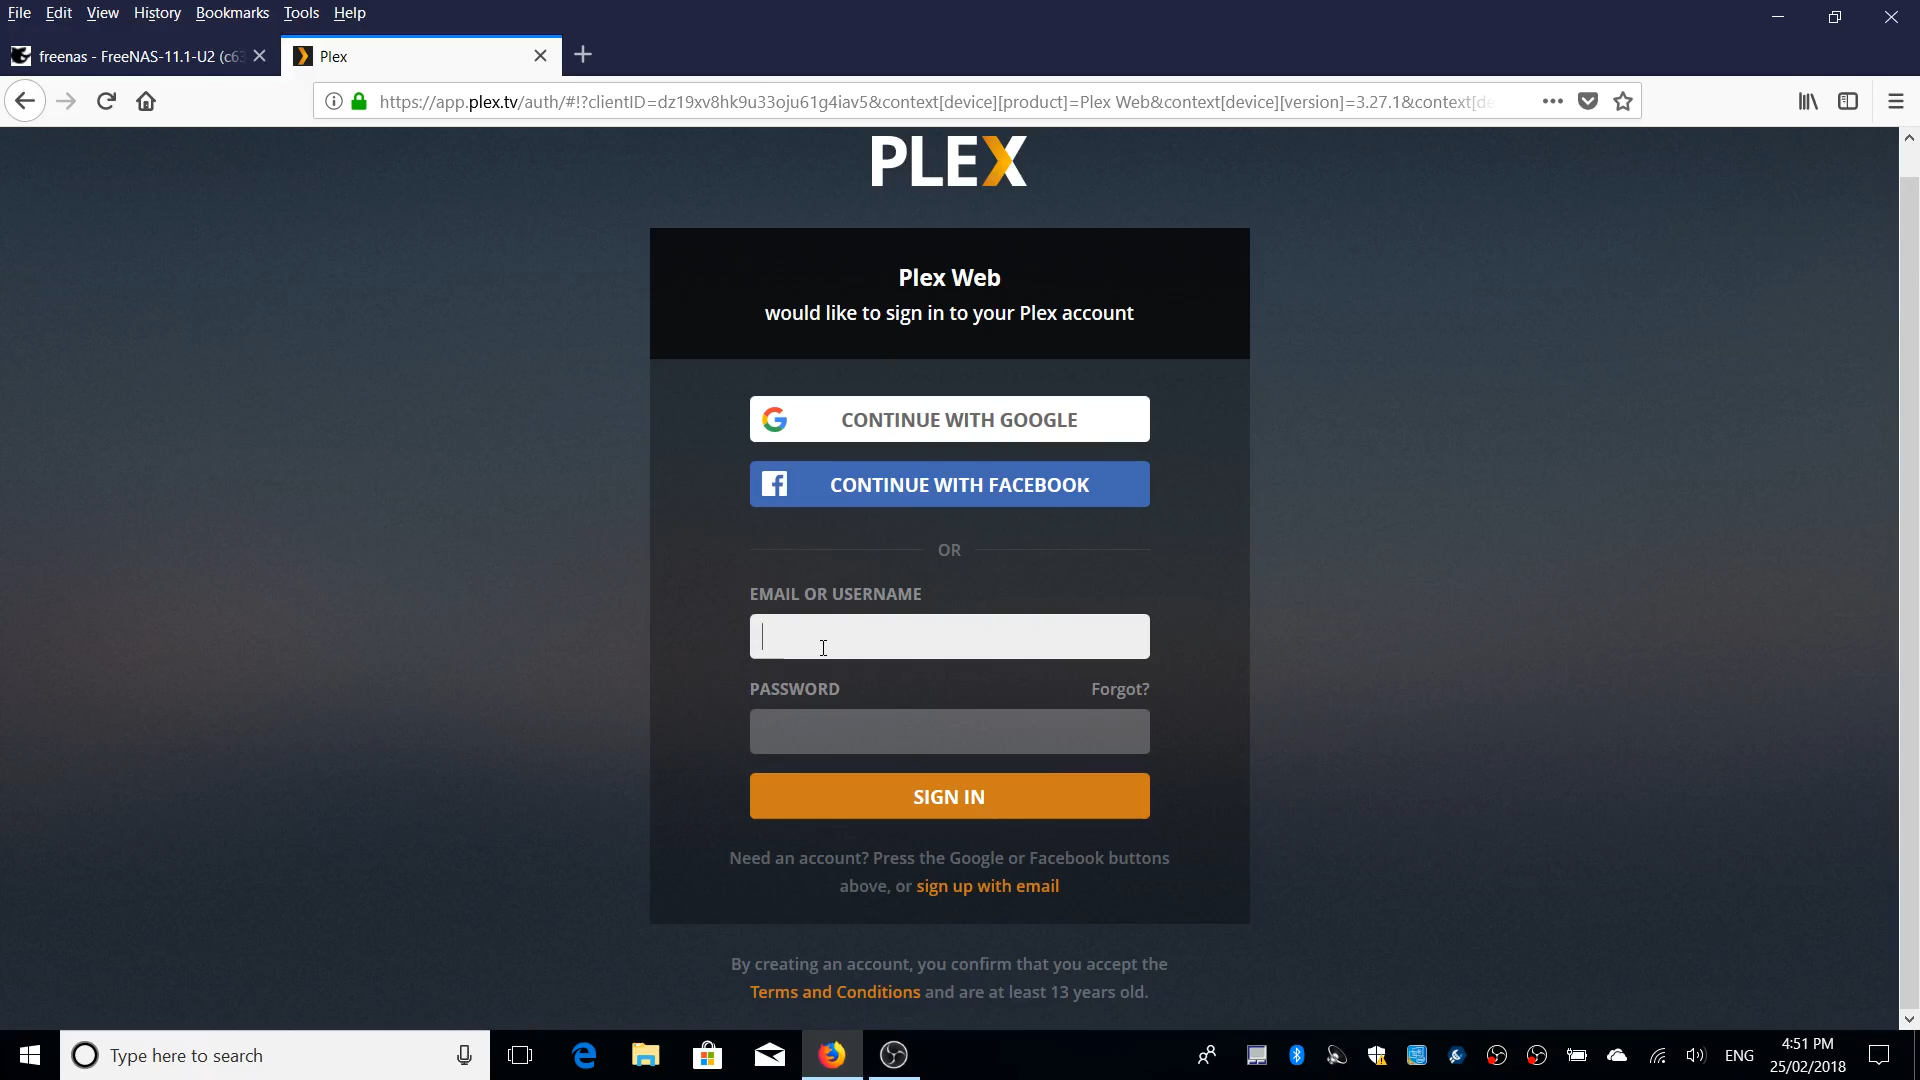 File Edit View History Bookmarks Tools Help
freenas - FreeNAS-11.1-U2 (c63
Plex
https://app.plex.tv/auth/#!?clientID=dz19xv8hk9u33oju61g4iav5&context[device][product]=Plex Web&context[device][version]=3.27.1&context[de
PLEX
Plex Web
would like to sign in to your Plex account
CONTINUE WITH GOOGLE
CONTINUE WITH FACEBOOK
OR
EMAIL OR USERNAME
PASSWORD Forgot?
SIGN IN
Need an account? Press the Google or Facebook buttons
above, or sign up with email
By creating an account, you confirm that you accept the
Terms and Conditions and are at least 13 years old.
Type here to search
ENG
4:51 PM
25/02/2018